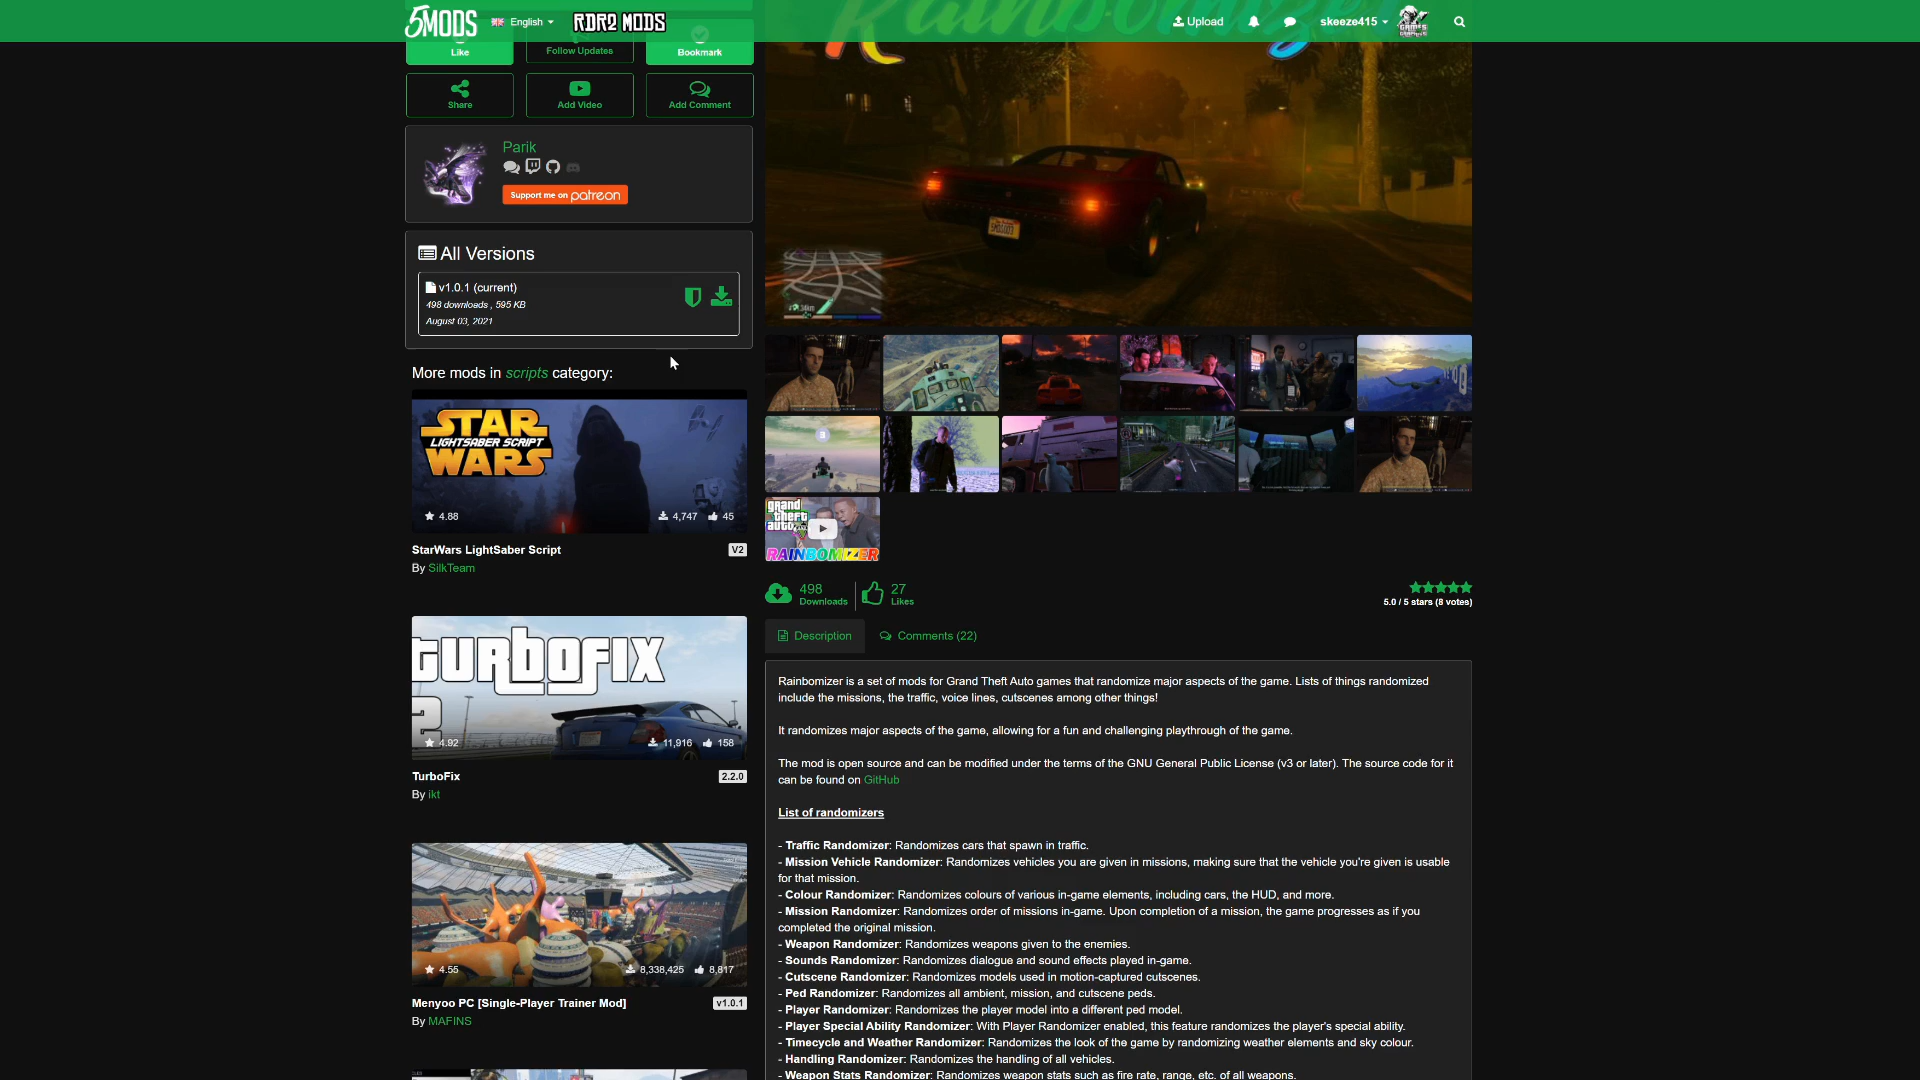 5MODS
English
RDR2 MODS
Upload
skeeze415
Like
Follow Updates
Bookmark
Share
Add Video
Add Comment
Parik
Support me on patreon
All Versions
v1.0.1 (current)
498 downloads , 595 KB
August 03, 2021
More mods in scripts category:
STAR
LIGHTSABER SCRIPT
WARS
4.88
4,747
45
StarWars LightSaber Script
V2
By SilkTeam
TURBOFIX
2
4.92
11,916
158
TurboFix
2.2.0
By ikt
4.55
8,338,425
8,817
Menyoo PC [Single-Player Trainer Mod]
v1.0.1
By MAFINS
grand
theft
auto
RAINBOMIZER
498
Downloads
27
Likes
5.0 / 5 stars (8 votes)
Description
Comments (22)
Rainbomizer is a set of mods for Grand Theft Auto games that randomize major aspects of the game. Lists of things randomized
include the missions, the traffic, voice lines, cutscenes among other things!
It randomizes major aspects of the game, allowing for a fun and challenging playthrough of the game.
The mod is open source and can be modified under the terms of the GNU General Public License (v3 or later). The source code for it
can be found on GitHub
List of randomizers
- Traffic Randomizer: Randomizes cars that spawn in traffic.
- Mission Vehicle Randomizer: Randomizes vehicles you are given in missions, making sure that the vehicle you're given is usable
for that mission.
- Colour Randomizer: Randomizes colours of various in-game elements, including cars, the HUD, and more.
- Mission Randomizer: Randomizes order of missions in-game. Upon completion of a mission, the game progresses as if you
completed the original mission.
- Weapon Randomizer: Randomizes weapons given to the enemies.
- Sounds Randomizer: Randomizes dialogue and sound effects played in-game.
- Cutscene Randomizer: Randomizes models used in motion-captured cutscenes.
- Ped Randomizer: Randomizes all ambient, mission, and cutscene peds.
- Player Randomizer: Randomizes the player model into a different ped model.
- Player Special Ability Randomizer: With Player Randomizer enabled, this feature randomizes the player's special ability.
- Timecycle and Weather Randomizer: Randomizes the look of the game by randomizing weather elements and sky colour.
- Handling Randomizer: Randomizes the handling of all vehicles.
- Weapon Stats Randomizer: Randomizes weapon stats such as fire rate, range, etc. of all weapons.